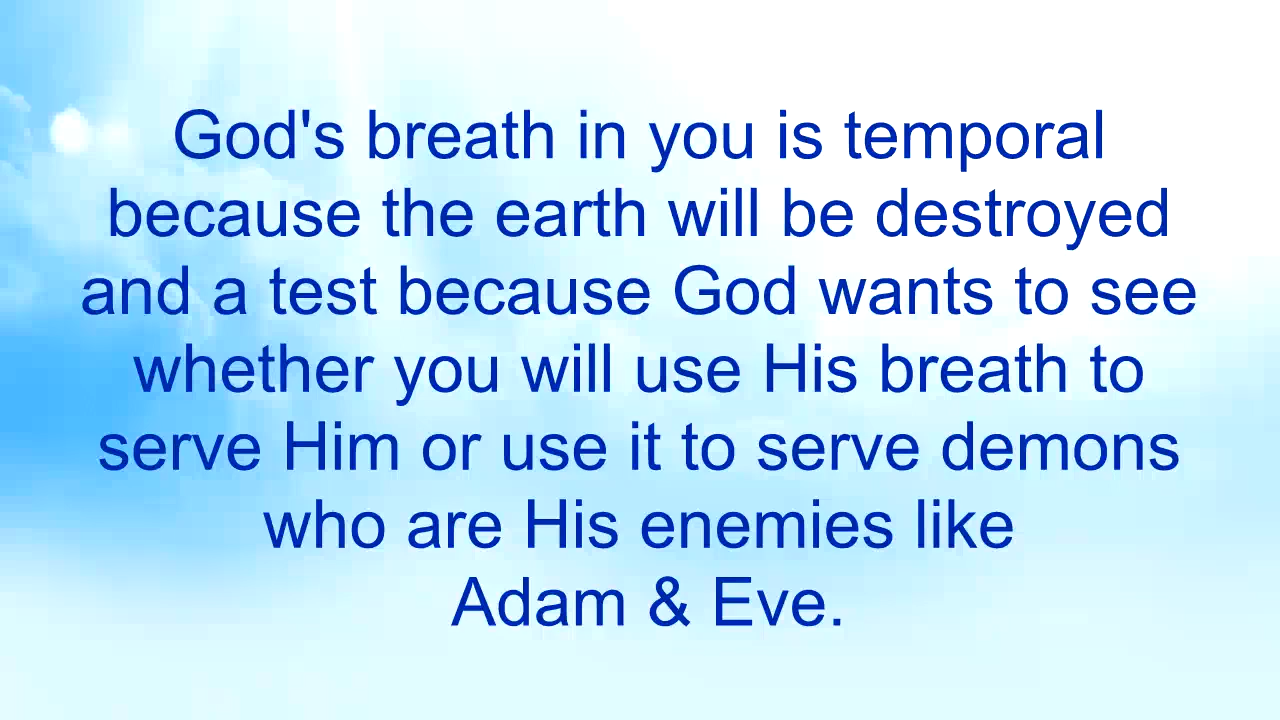 God's breath in you is temporal
because the earth will be destroyed
and a test because God wants to see
whether you will use His breath to
serve Him or use it to serve demons
who are His enemies like
Adam & Eve.